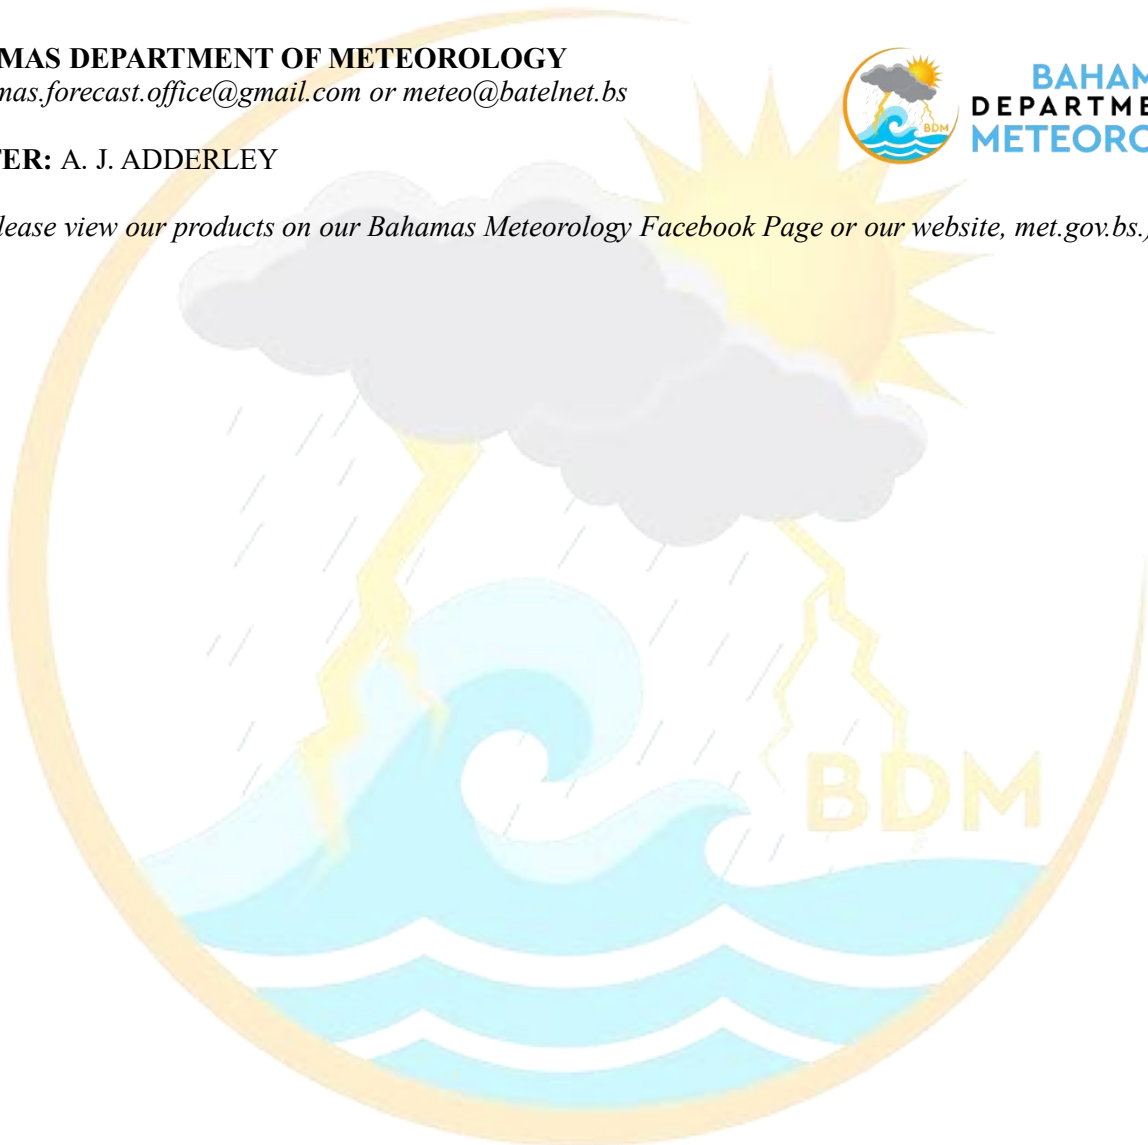 MAS DEPARTMENT OF METEOROLOGY
mas.forecast.office@gmail.com or meteo@batelnet.bs
TER: A. J. ADDERLEY
lease view our products on our Bahamas Meteorology Facebook Page or our website, met.gov.bs.)
BDM
BAHAM
DEPARTME
METEORO
BDM